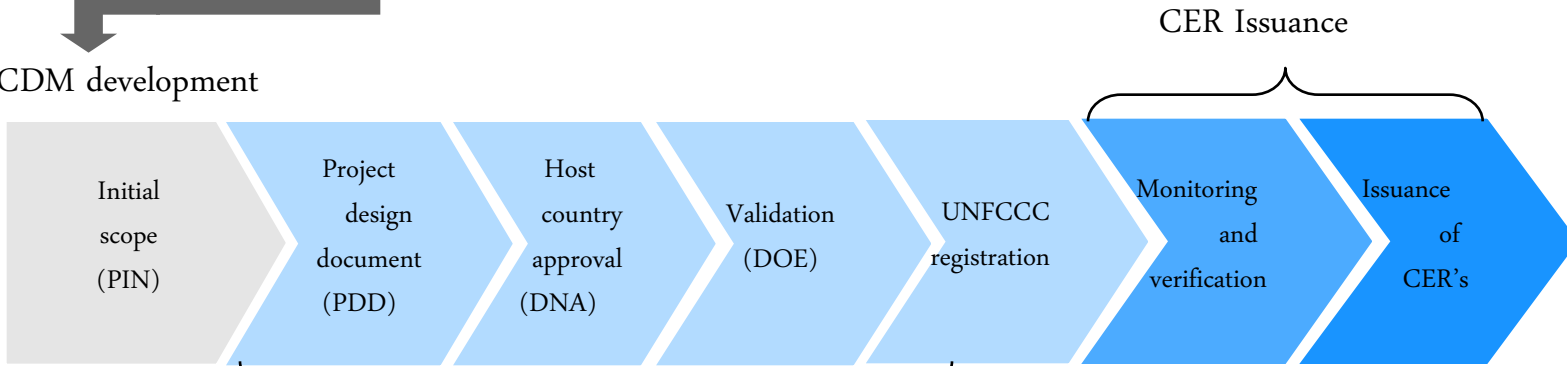 CER Issuance
CDM development
Initial
scope
(PIN)
Project
design
document
(PDD)
Host
country
approval
(DNA)
Validation
(DOE)
UNFCCC
registration
Monitoring
and
verification
Issuance
of
CER's